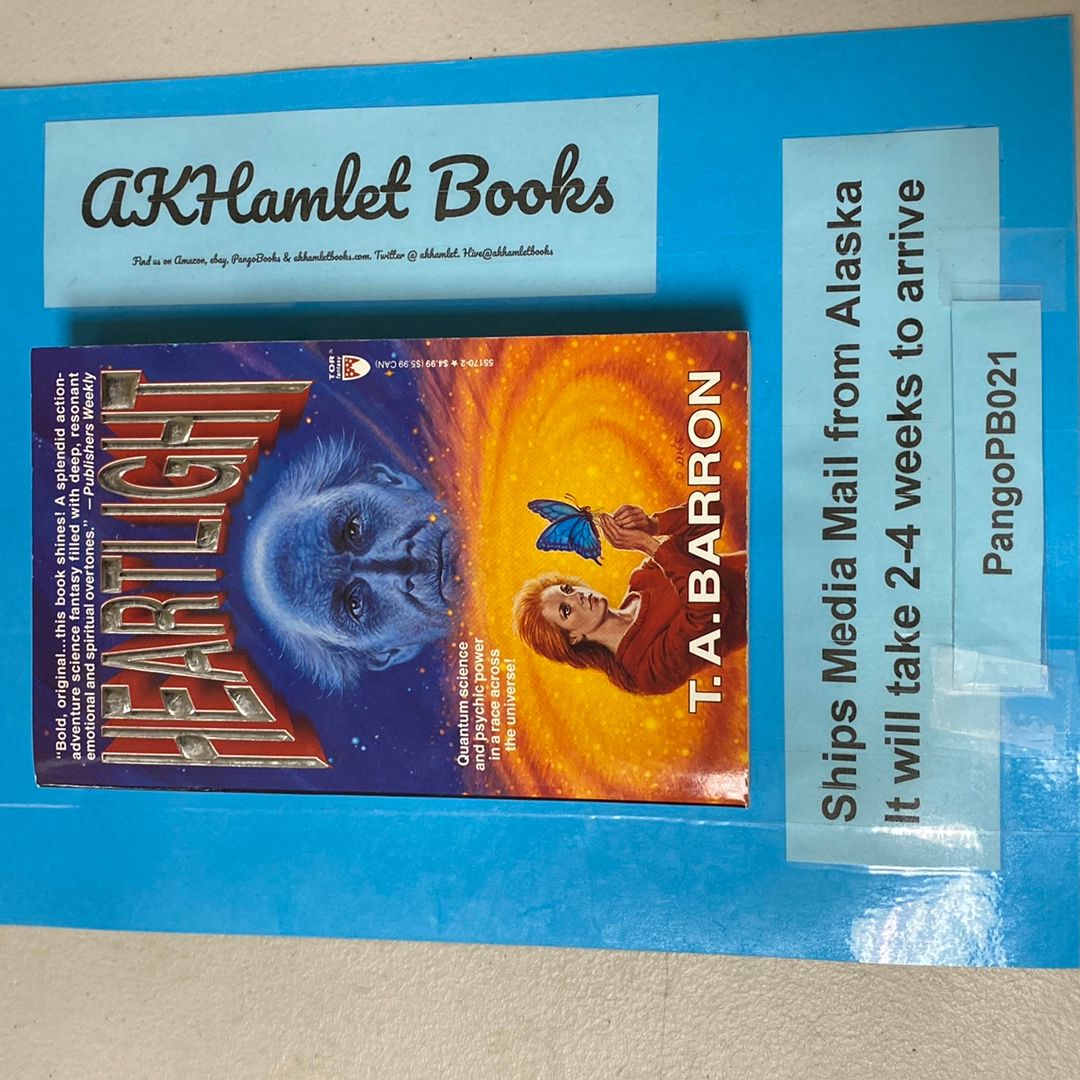 AKHamlet Books
Find us on Amazon, ebay, PangoBooks & akhamletbooks.com. Twitter @ akhamlet. Hive@akhamletbooks
"Bold, original...this book shines! A splendid action-
adventure science fantasy filled with deep, resonant
emotional and spiritual overtones." —Publishers Weekly
HEARTLIGHT
TOR
fantasy
55170-2 ★ $4.99 ($5.99 CAN)
Quantum science
and psychic power
in a race across
the universe!
T. A. BARRON
Ships Media Mail from Alaska
It will take 2-4 weeks to arrive
PangoPB021